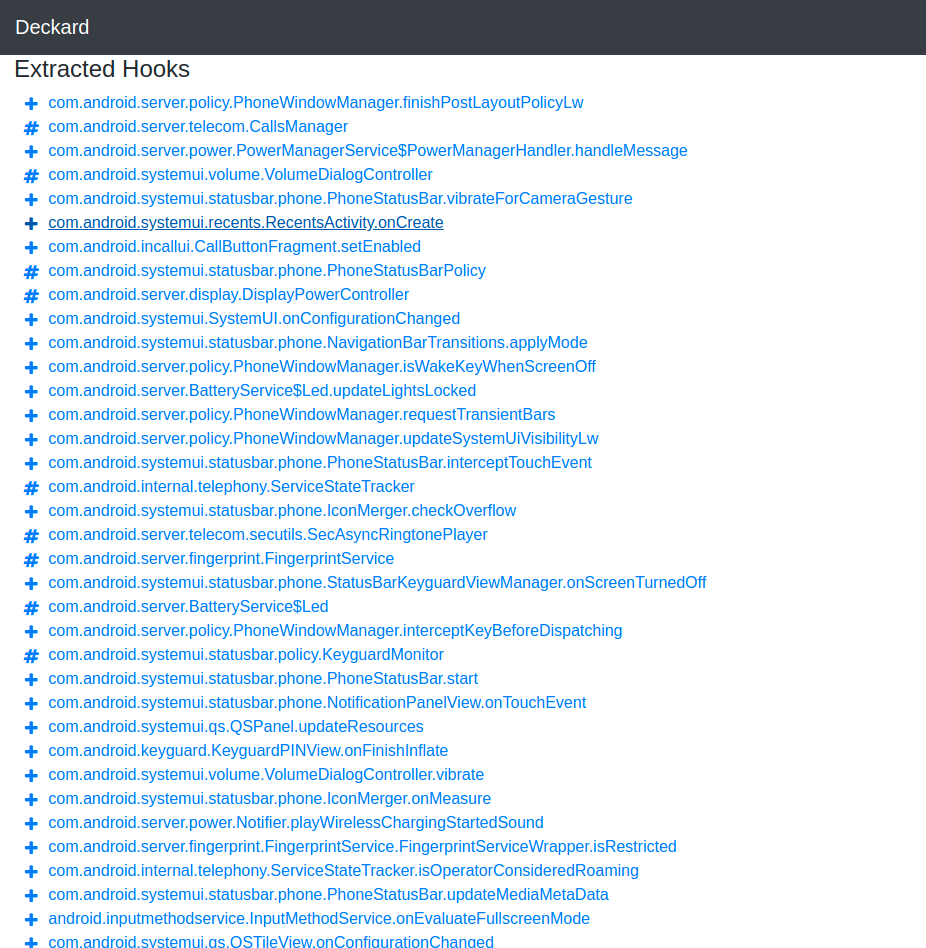 Deckard
Extracted Hooks
com.android.server.policy.PhoneWindowManager.finishPostLayoutPolicyLw
# com.android.server.telecom.CallsManager
com.android.server.power.PowerManagerService$PowerManagerHandler.handleMessage
# com.android.systemui.volume.VolumeDialogController
com.android.systemui.statusbar.phone.PhoneStatusBar.vibrateForCameraGesture
com.android.systemui.recents.RecentsActivity.onCreate
com.android.incallui.CallButtonFragment.setEnabled
# com.android.systemui.statusbar.phone.PhoneStatusBarPolicy
# com.android.server.display.DisplayPowerController
com.android.systemui.SystemUI.onConfigurationChanged
com.android.systemui.statusbar.phone.NavigationBarTransitions.applyMode
com.android.server.policy.PhoneWindowManager.isWakeKeyWhenScreenOff
com.android.server.BatteryService$Led.updateLightsLocked
com.android.server.policy.PhoneWindowManager.requestTransientBars
com.android.server.policy.PhoneWindowManager.updateSystemUiVisibilityLw
com.android.systemui.statusbar.phone.PhoneStatusBar.interceptTouchEvent
# com.android.internal.telephony.ServiceStateTracker
com.android.systemui.statusbar.phone.IconMerger.checkOverflow
# com.android.server.telecom.secutils.SecAsyncRingtonePlayer
# com.android.server.fingerprint.FingerprintService
com.android.systemui.statusbar.phone.StatusBarKeyguardViewManager.onScreenTurnedOff
# com.android.server.BatteryService$Led
com.android.server.policy.PhoneWindowManager.interceptKeyBeforeDispatching
# com.android.systemui.statusbar.policy.KeyguardMonitor
com.android.systemui.statusbar.phone.PhoneStatusBar.start
com.android.systemui.statusbar.phone.NotificationPanelView.onTouchEvent
com.android.systemui.qs.QSPanel.updateResources
com.android.keyguard.KeyguardPINView.onFinishInflate
com.android.systemui.volume.VolumeDialogController.vibrate
com.android.systemui.statusbar.phone.IconMerger.onMeasure
com.android.server.power.Notifier.playWirelessChargingStartedSound
com.android.server.fingerprint.FingerprintService.FingerprintServiceWrapper.isRestricted
com.android.internal.telephony.ServiceStateTracker.isOperatorConsideredRoaming
com.android.systemui.statusbar.phone.PhoneStatusBar.updateMediaMetaData
android.inputmethodservice.InputMethodService.onEvaluateFullscreenMode
com.android.systemui.qs.QSTileView.onConfigurationChanged